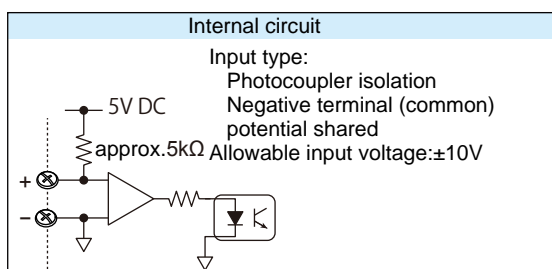 Internal circuit
Input type:
Photocoupler isolation
Negative terminal (common)
potential shared
Allowable input voltage:±10V
5V DC
approx.5kΩ
+
−